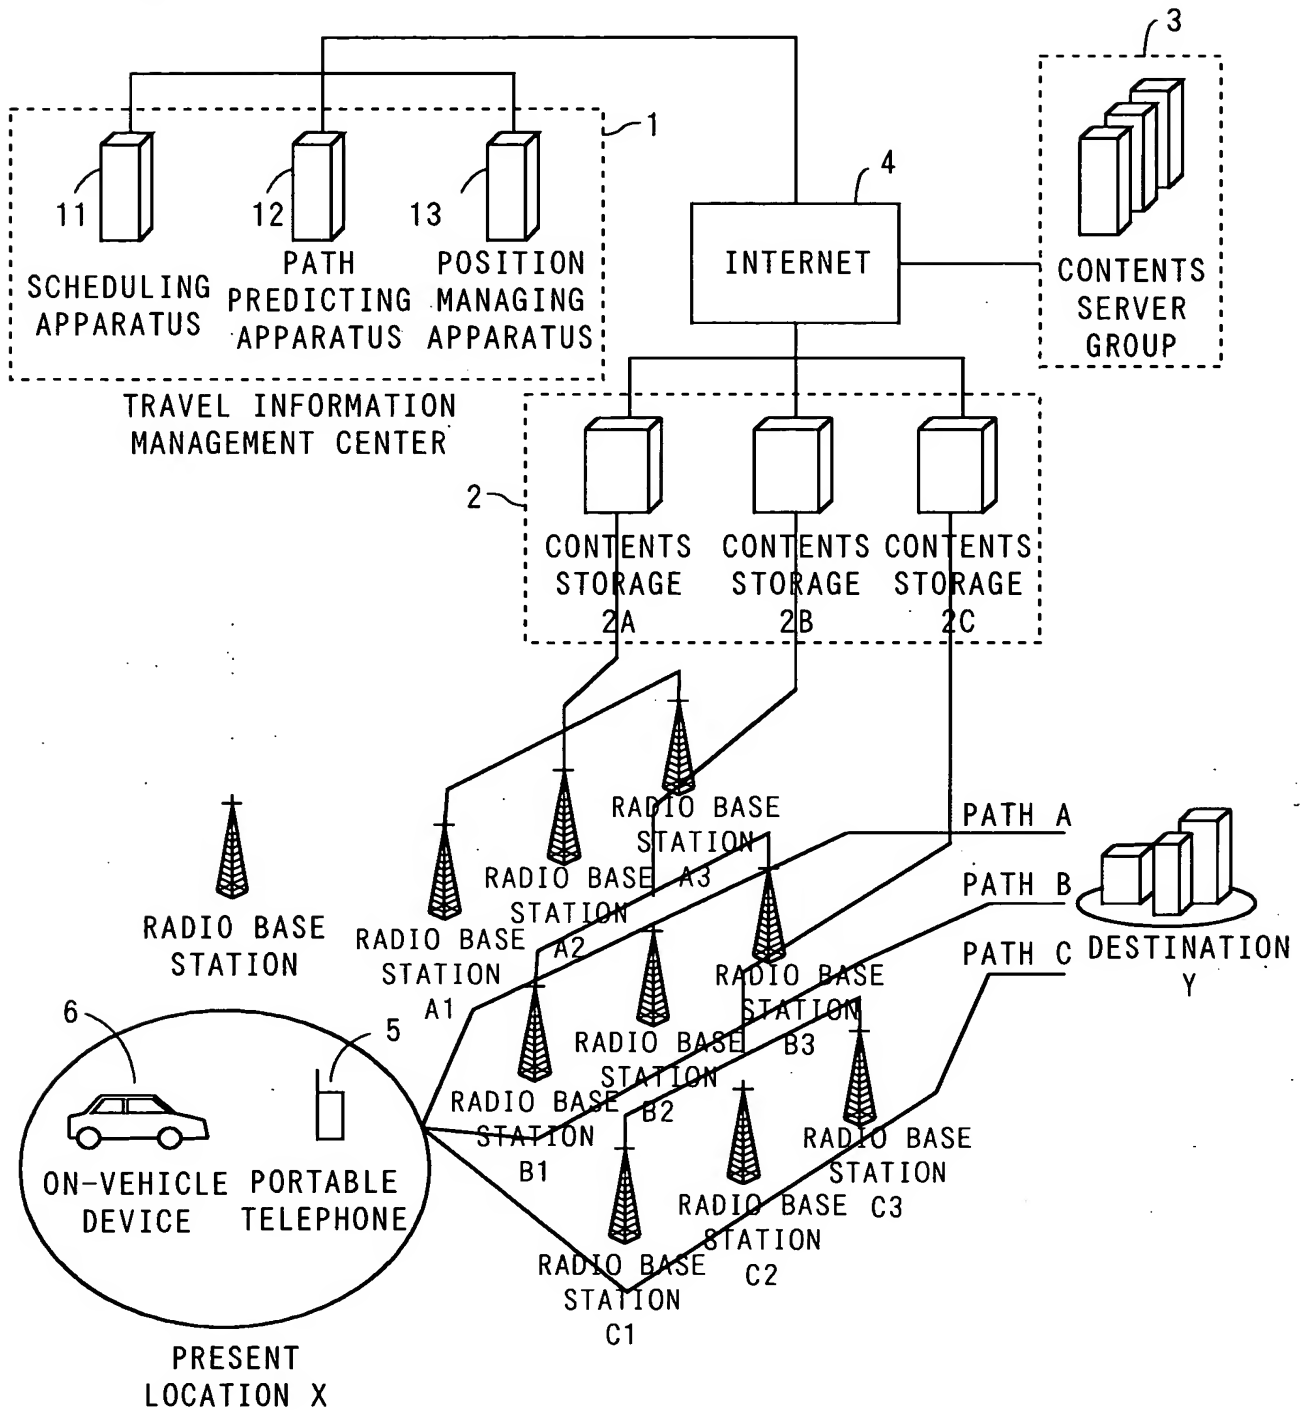 3
1
4
11
12
13
SCHEDULING
APPARATUS
PATH
PREDICTING
APPARATUS
POSITION
MANAGING
APPARATUS
INTERNET
CONTENTS
SERVER
GROUP
TRAVEL INFORMATION
MANAGEMENT CENTER
2
CONTENTS
STORAGE
2A
CONTENTS
STORAGE
2B
CONTENTS
STORAGE
2C
RADIO BASE
STATION
A3
RADIO BASE
STATION
A2
RADIO BASE
STATION
A1
RADIO BASE
STATION
PATH A
PATH B
PATH C
DESTINATION
Y
RADIO BASE
STATION
B3
RADIO BASE
STATION
B2
RADIO BASE
STATION
B1
6
5
ON-VEHICLE
DEVICE
PORTABLE
TELEPHONE
RADIO BASE
STATION
C3
RADIO BASE
STATION
C2
RADIO BASE
STATION
C1
PRESENT
LOCATION X